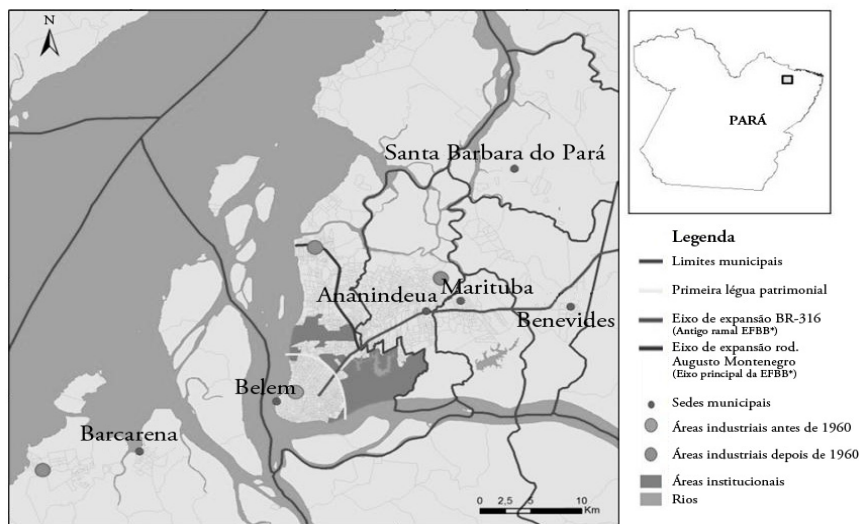 N
Santa Barbara do Pará
Ananindeua
Marituba
Benevides
Belem
Barcarena
0 2,5 5 10
Km
PARÁ
Legenda
Limites municipais
Primeira légua patrimonial
Eixo de expansão BR-316
(Antigo ramal EFBB*)
Eixo de expansão rod.
Augusto Montenegro
(Eixo principal da EFBB*)
Sedes municipais
Áreas industriais antes de 1960
Áreas industriais depois de 1960
Áreas institucionais
Rios